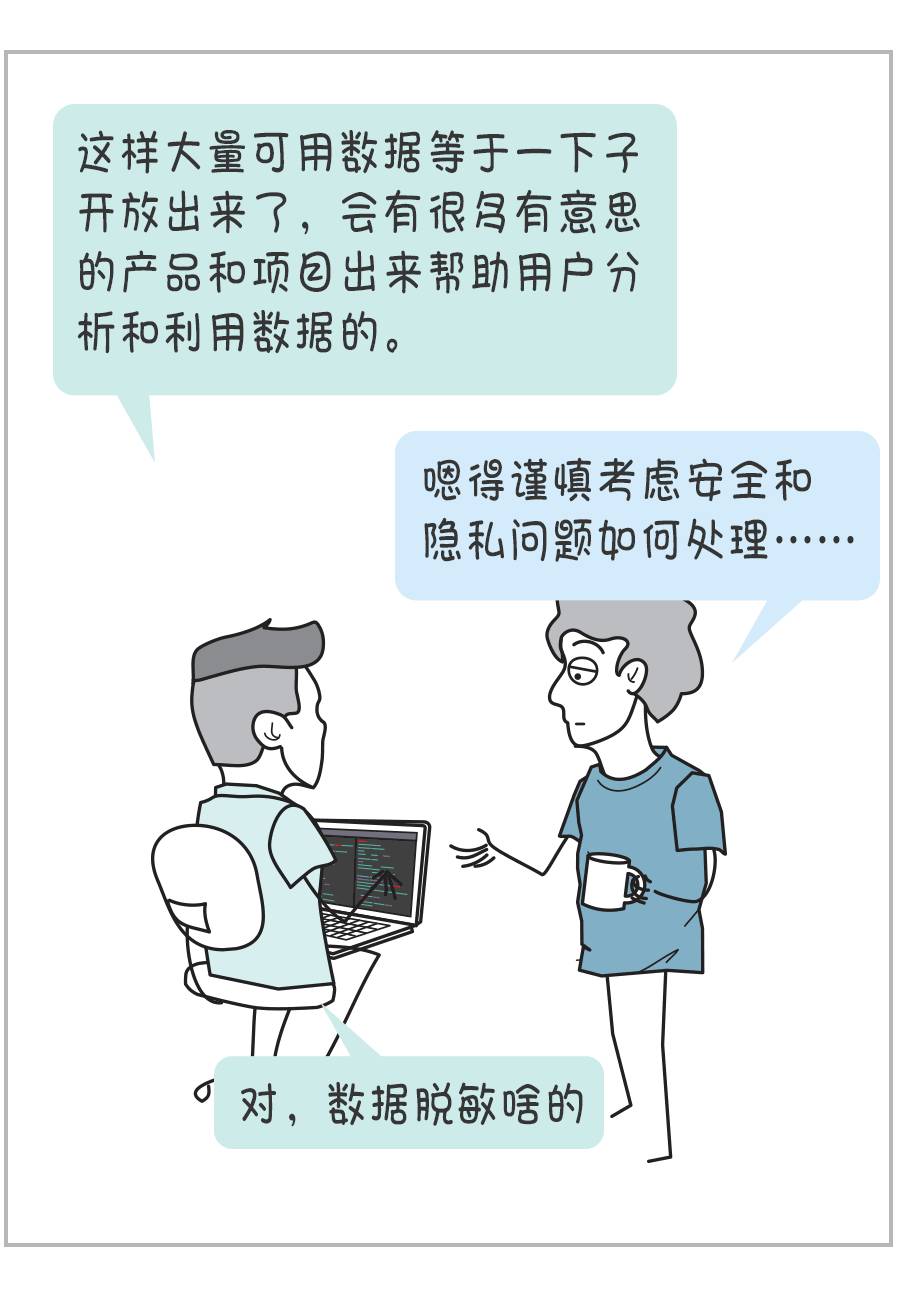 这样大量可用数据等于一下子
开放出来了，会有很多有意思
的产品和项目出来帮助用户分
析和利用数据的。
嗯得谨慎考虑安全和
隐私问题如何处理……
对，数据脱敏啥的